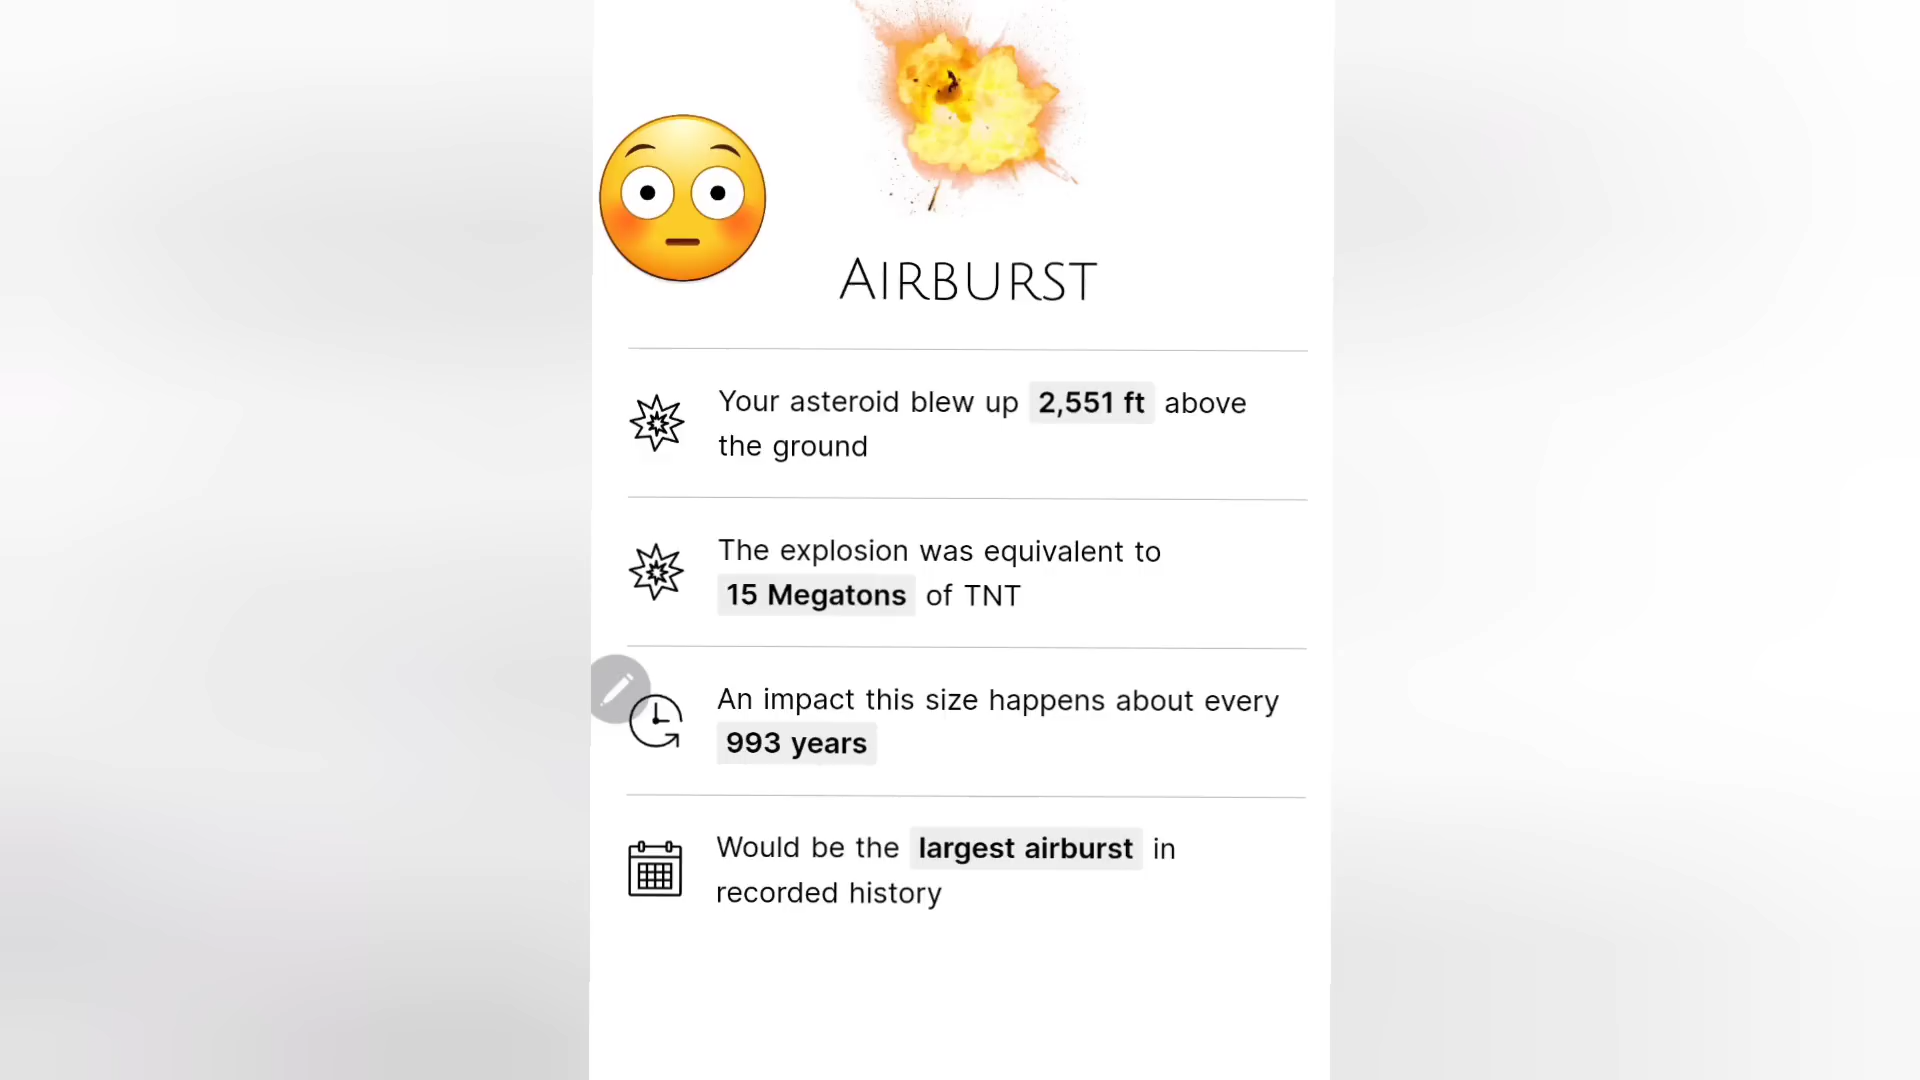 AIRBURST
Your asteroid blew up 2,551 ft above
the ground
The explosion was equivalent to
15 Megatons of TNT
An impact this size happens about every
993 years
Would be the largest airburst in
recorded history